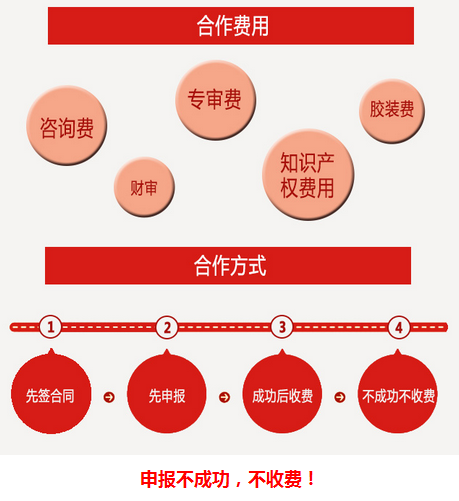 合作费用
咨询费
专审费
胶装费
财审
知识产
权费用
合作方式
1
2
3
4
先签合同
先申报
成功后收费
不成功不收费
申报不成功，不收费！